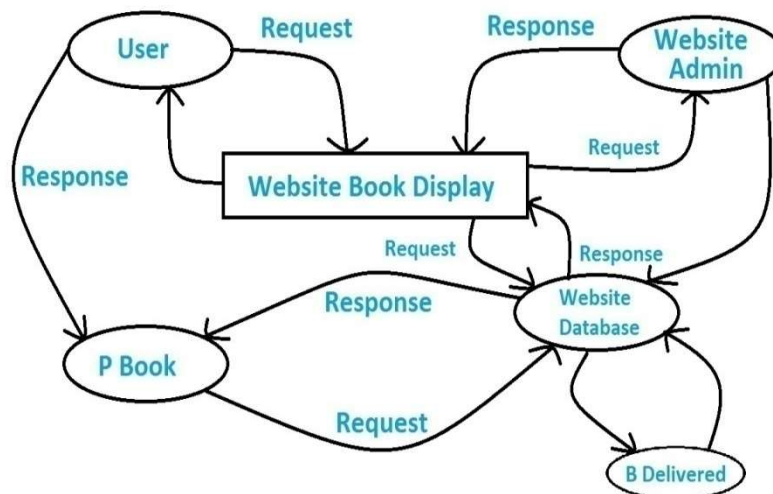 User
Request
Response
Website
Admin
Response
Request
Website Book Display
Request
Response
Response
Website
Database
P Book
Request
B Delivered